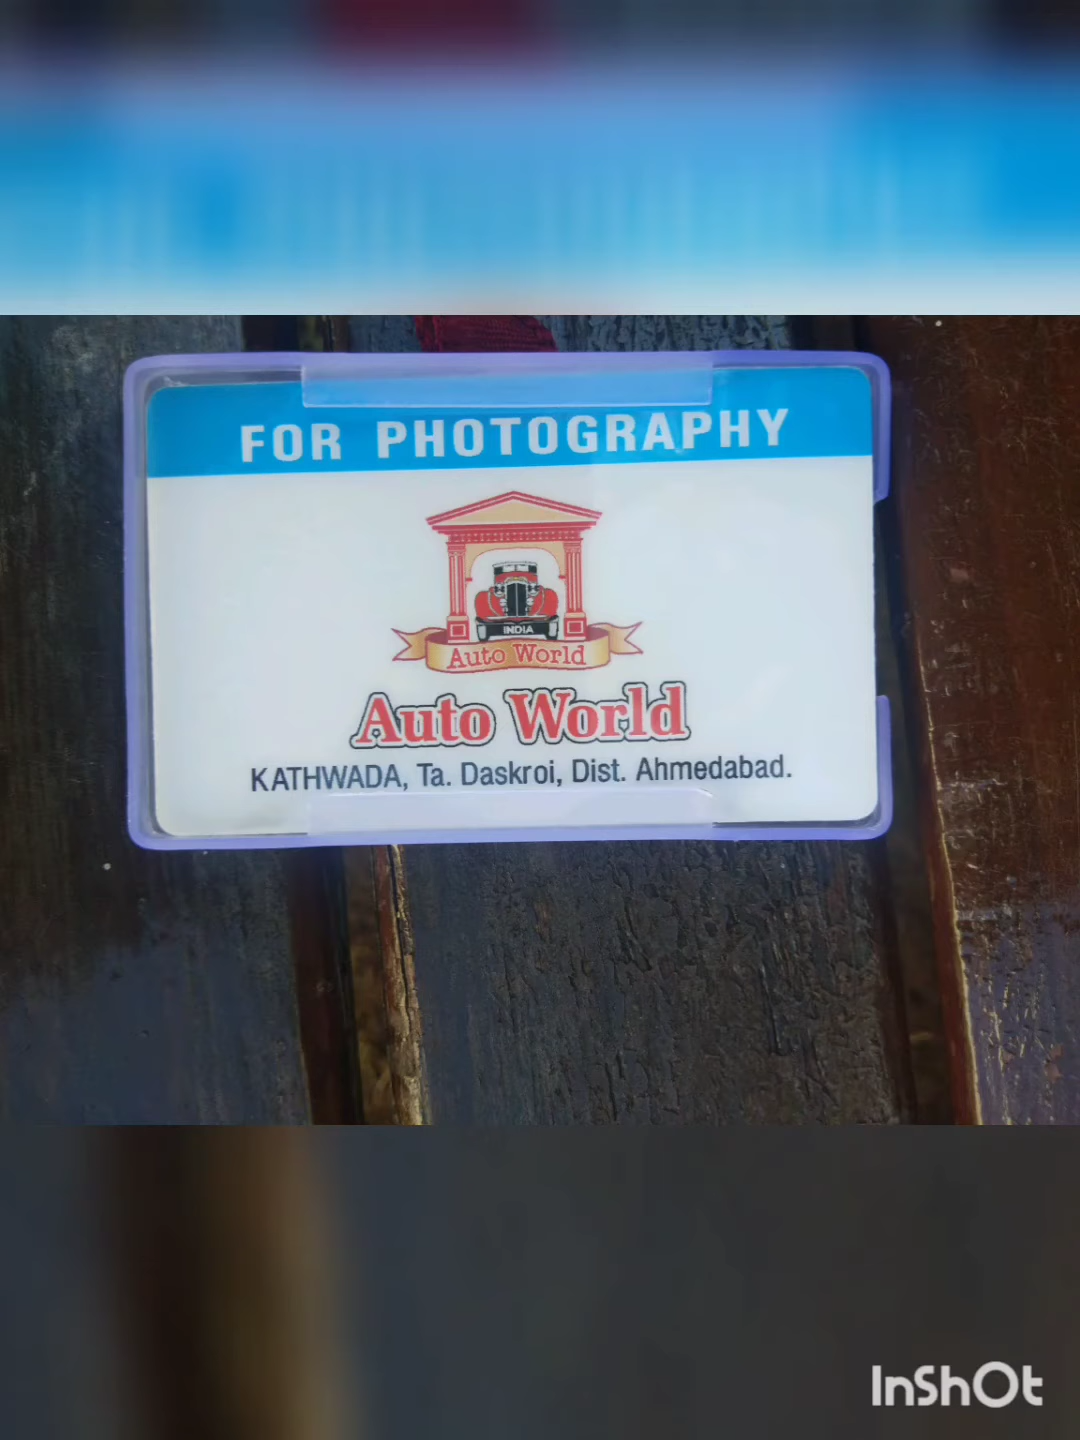 FOR PHOTOGRAPHY
INDIA
Auto World
Auto World
KATHWADA, Ta. Daskroi, Dist. Ahmedabad.
InShOt